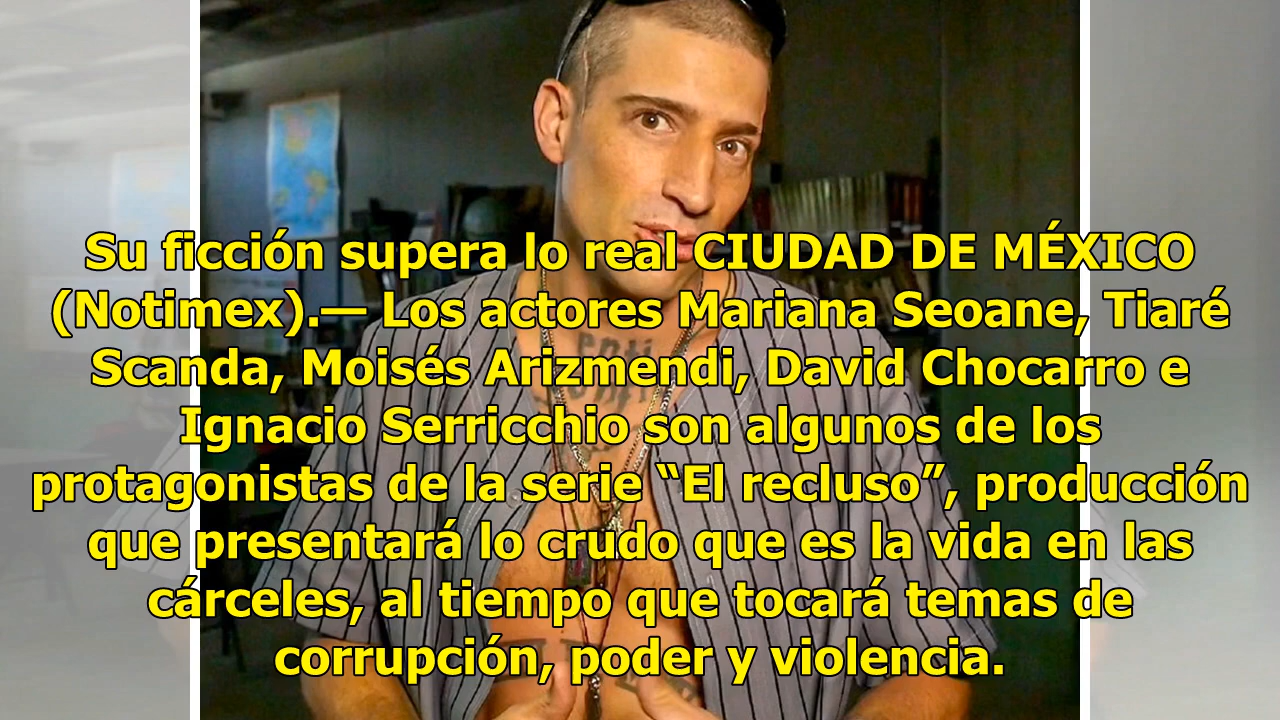 Su ficción supera lo real CIUDAD DE MÉXICO
(Notimex).— Los actores Mariana Seoane, Tiaré
Scanda, Moisés Arizmendi, David Chocarro e
Ignacio Serricchio son algunos de los
protagonistas de la serie “El recluso”, producción
que presentará lo crudo que es la vida en las
cárceles, al tiempo que tocará temas de
corrupción, poder y violencia.